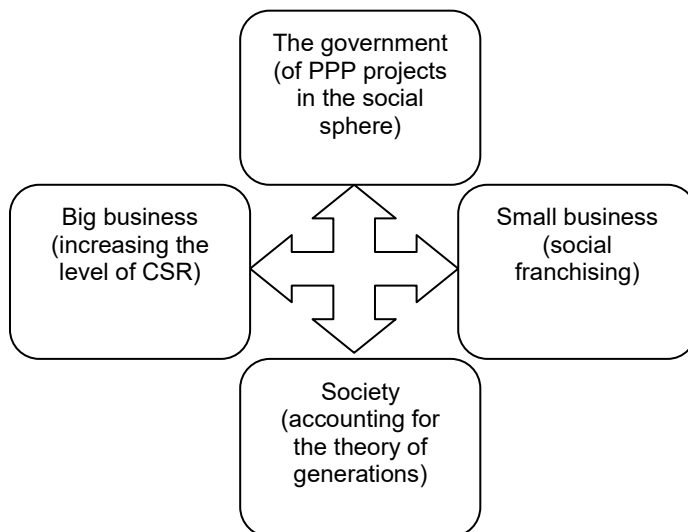 The government
(of PPP projects
in the social
sphere)
Big business
(increasing the
level of CSR)
Small business
(social
franchising)
Society
(accounting for
the theory of
generations)